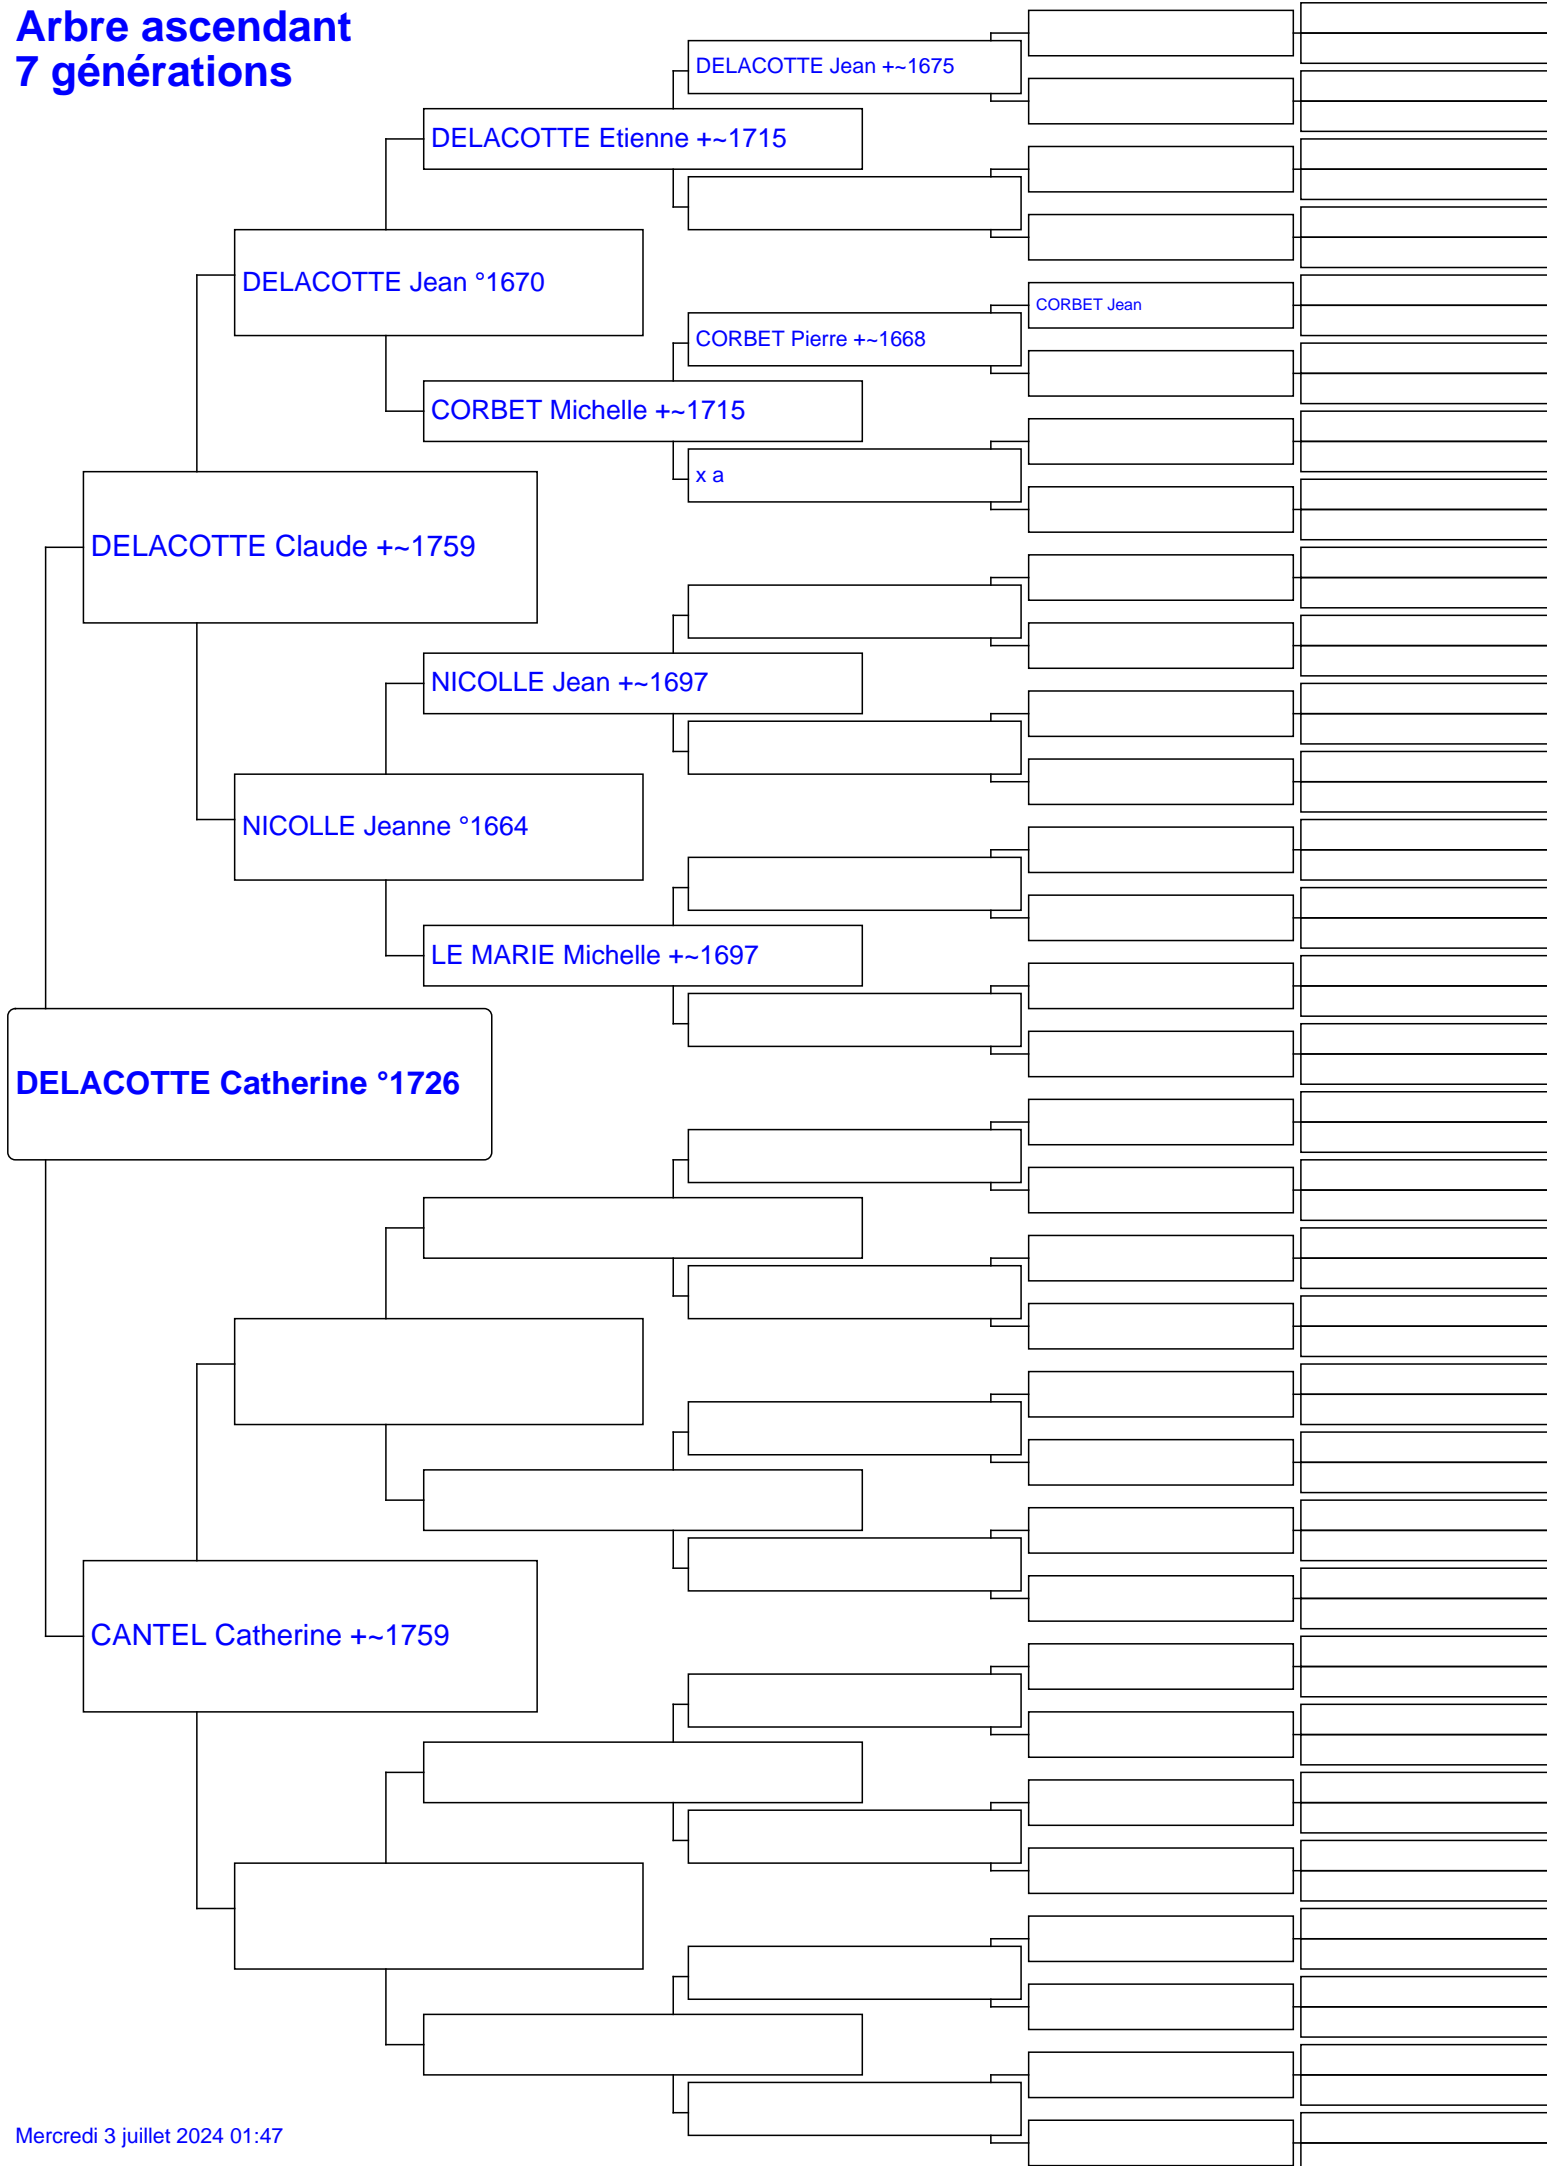 Arbre ascendant
7 générations
DELACOTTE Jean +~1675
DELACOTTE Etienne +~1715
DELACOTTE Jean °1670
CORBET Jean
CORBET Pierre +~1668
CORBET Michelle +~1715
x a
DELACOTTE Claude +~1759
NICOLLE Jean +~1697
NICOLLE Jeanne °1664
LE MARIE Michelle +~1697
DELACOTTE Catherine °1726
CANTEL Catherine +~1759
Mercredi 3 juillet 2024 01:47